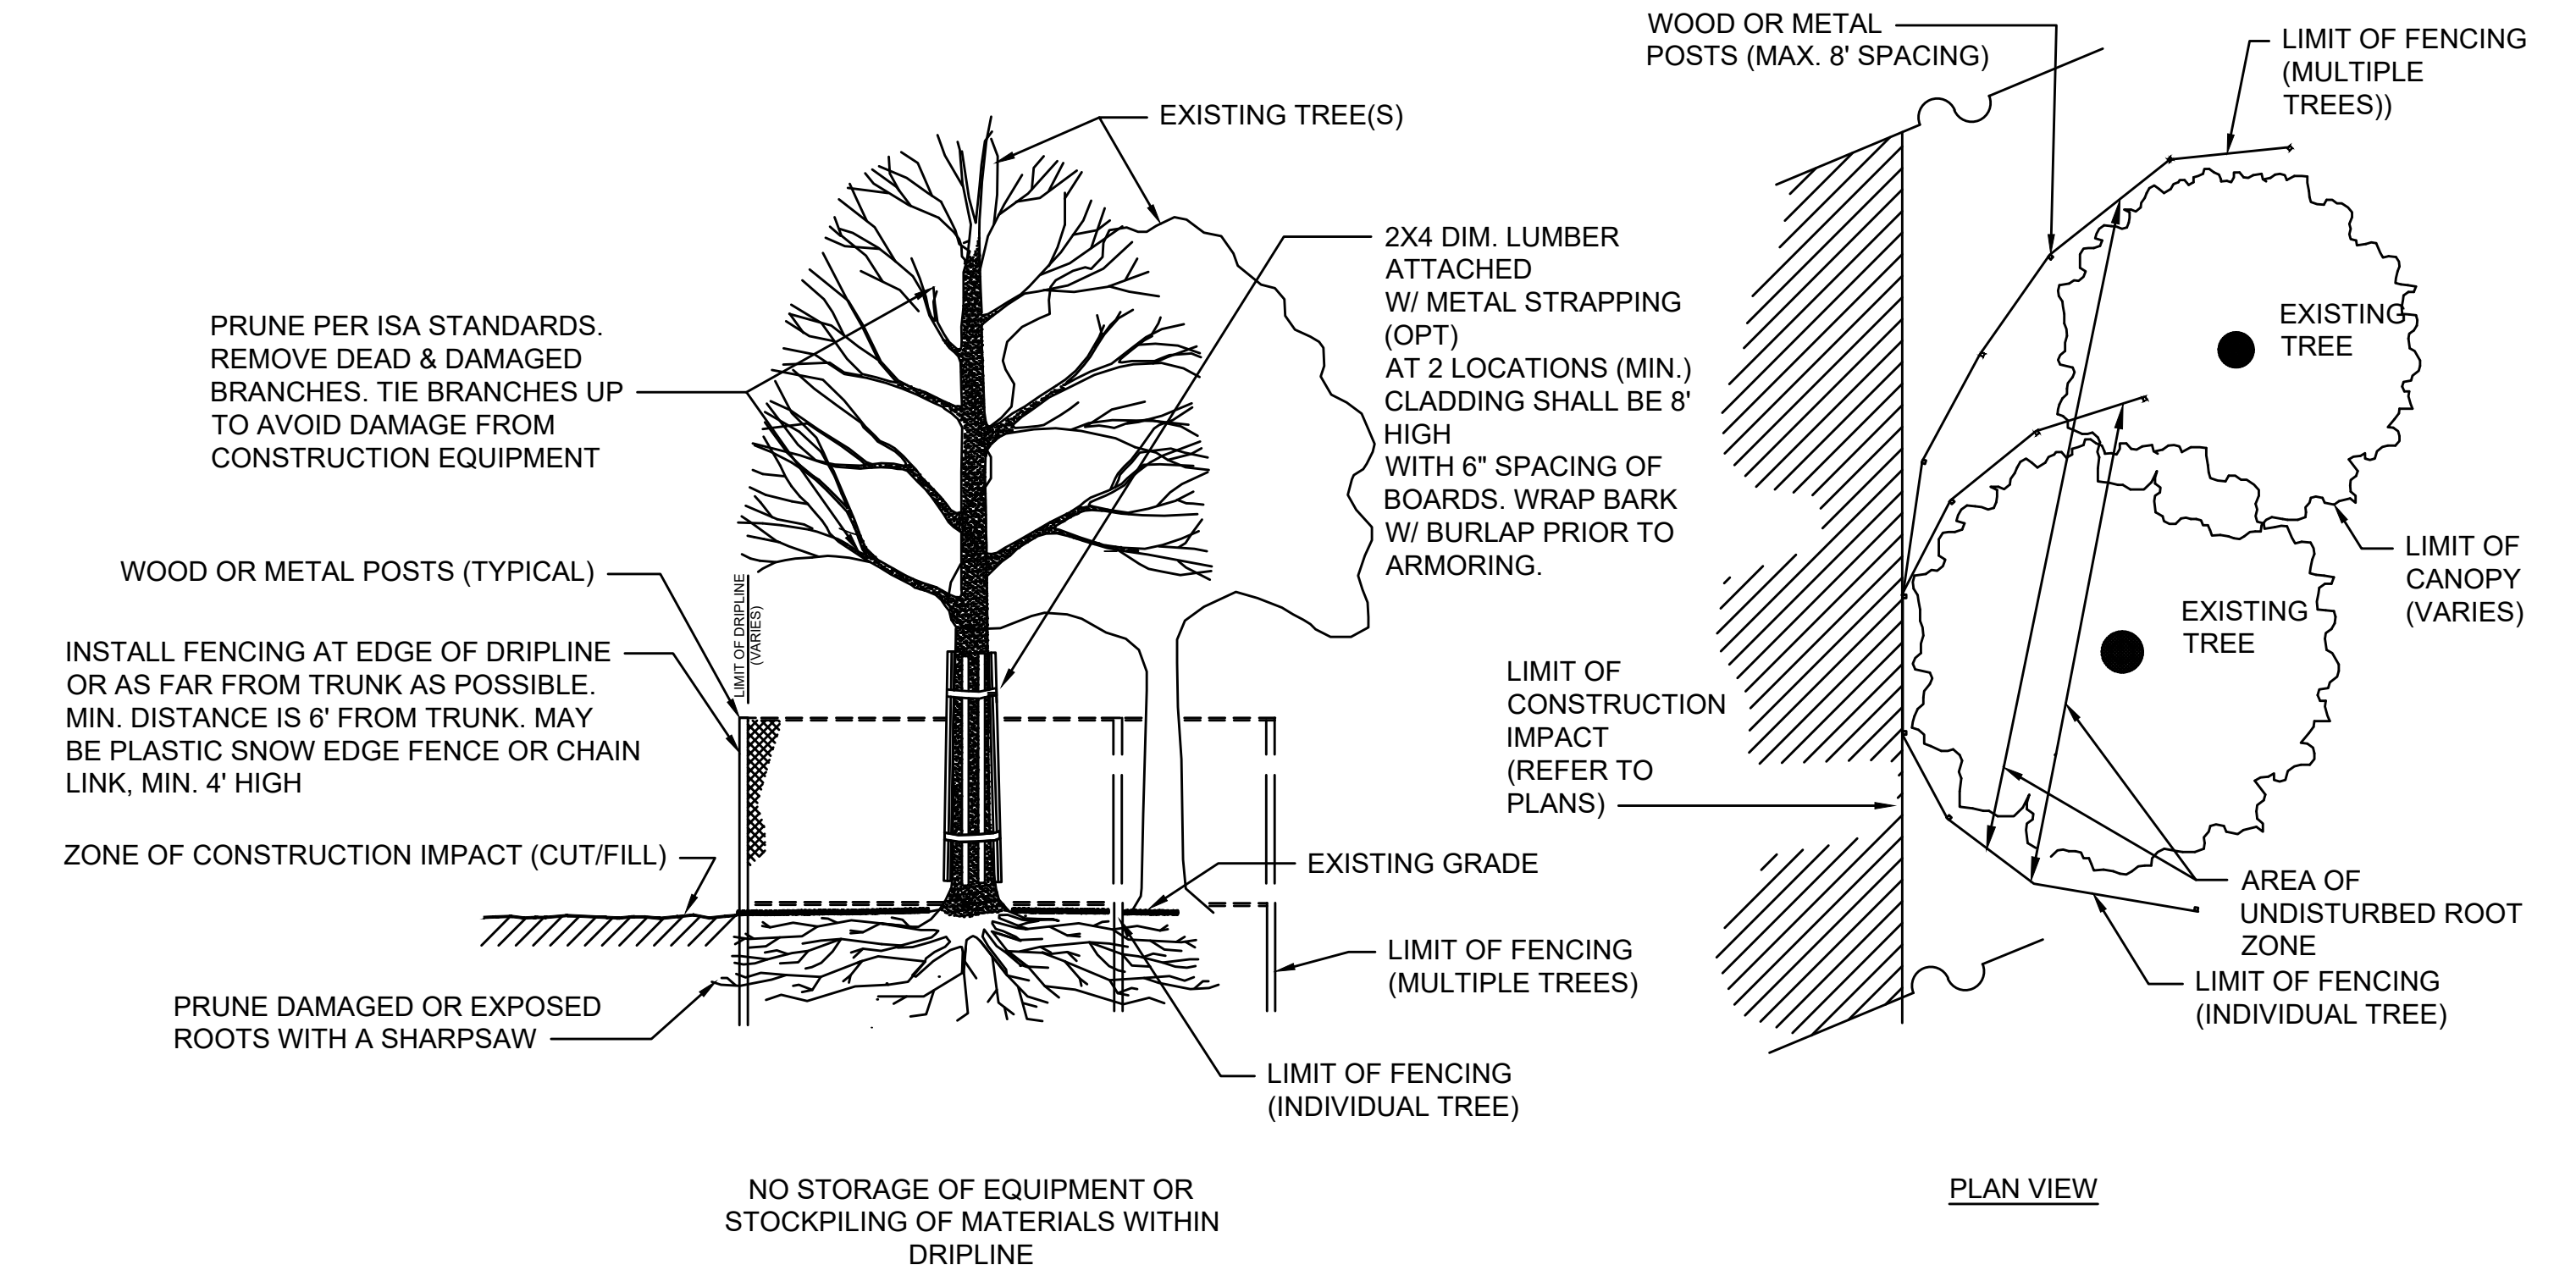 WOOD OR METAL
POSTS (MAX. 8' SPACING)
LIMIT OF FENCING
(MULTIPLE
TREES))
EXISTING TREE(S)
2X4 DIM. LUMBER
ATTACHED
W/ METAL STRAPPING
(OPT)
AT 2 LOCATIONS (MIN.)
CLADDING SHALL BE 8'
HIGH
WITH 6" SPACING OF
BOARDS. WRAP BARK
W/ BURLAP PRIOR TO
ARMORING.
PRUNE PER ISA STANDARDS.
REMOVE DEAD & DAMAGED
BRANCHES. TIE BRANCHES UP
TO AVOID DAMAGE FROM
CONSTRUCTION EQUIPMENT
WOOD OR METAL POSTS (TYPICAL)
LIMIT OF DRIPLINE
(VARIES)
INSTALL FENCING AT EDGE OF DRIPLINE
OR AS FAR FROM TRUNK AS POSSIBLE.
MIN. DISTANCE IS 6' FROM TRUNK. MAY
BE PLASTIC SNOW EDGE FENCE OR CHAIN
LINK, MIN. 4' HIGH
ZONE OF CONSTRUCTION IMPACT (CUT/FILL)
PRUNE DAMAGED OR EXPOSED
ROOTS WITH A SHARPSAW
EXISTING GRADE
LIMIT OF FENCING
(MULTIPLE TREES)
LIMIT OF FENCING
(INDIVIDUAL TREE)
NO STORAGE OF EQUIPMENT OR
STOCKPILING OF MATERIALS WITHIN
DRIPLINE
EXISTING
TREE
LIMIT OF
CANOPY
(VARIES)
EXISTING
TREE
LIMIT OF
CONSTRUCTION
IMPACT
(REFER TO
PLANS)
AREA OF
UNDISTURBED ROOT
ZONE
LIMIT OF FENCING
(INDIVIDUAL TREE)
PLAN VIEW